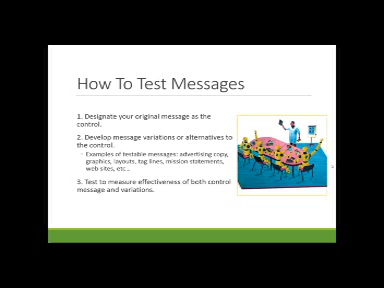 How To Test Messages
1. Designate your original message as the
control.
2. Develop message variations or alternatives to
the control.
Examples of testable messages: advertising copy,
graphics, layouts, tag lines, mission statements,
web sites, etc...
3. Test to measure effectiveness of both control
message and variations.